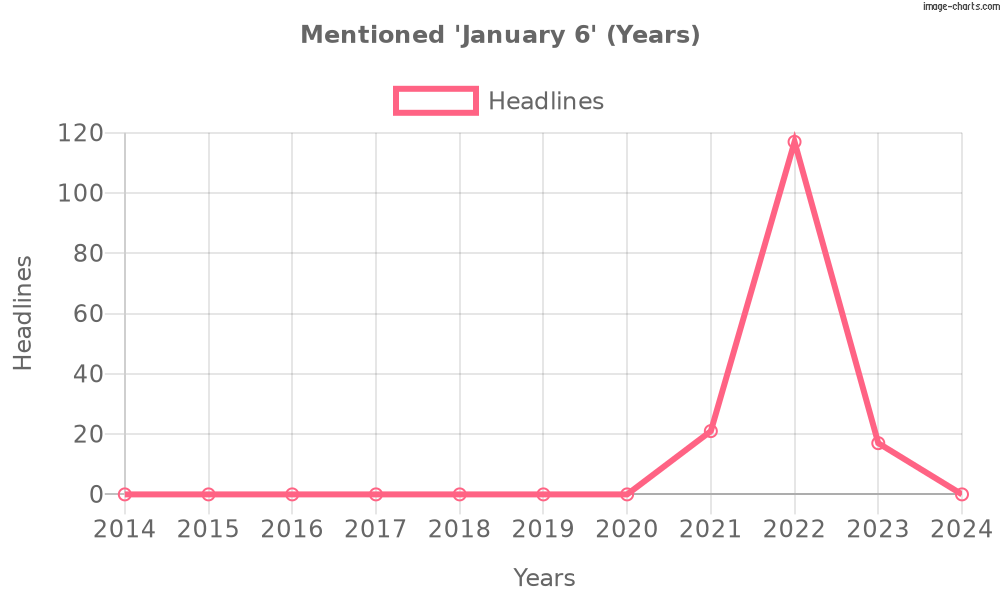 image-charts.com
Mentioned 'January 6' (Years)
Headlines
120
100
80
60
40
20
0
Headlines
2014 2015 2016 2017 2018 2019 2020 2021 2022 2023 2024
Years